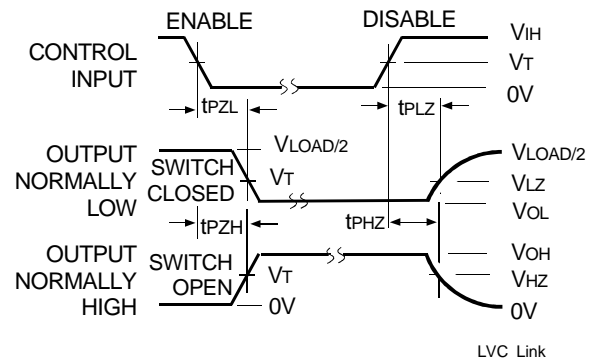 ENABLE
DISABLE
CONTROL
INPUT
VIH
VT
0V
tPZL
tPLZ
OUTPUT
NORMALLY
LOW
SWITCH
CLOSED
VLOAD/2
VT
VLOAD/2
VLZ
VOL
tPZH
tPHZ
OUTPUT
NORMALLY
HIGH
SWITCH
OPEN
VT
0V
VOH
VHZ
0V
LVC Link